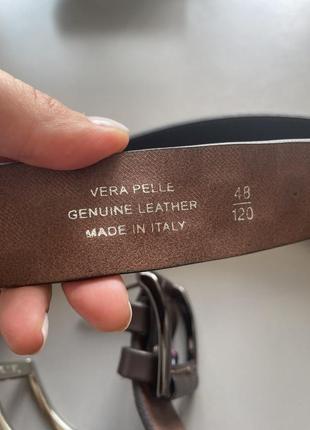 VERA PELLE
GENUINE LEATHER
MADE IN ITALY
48
120